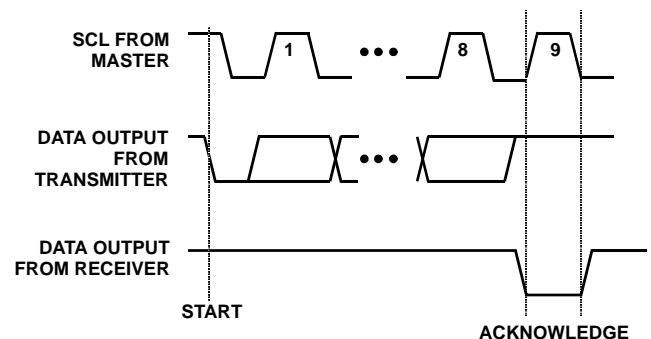 SCL FROM
MASTER
1
8
9
DATA OUTPUT
FROM
TRANSMITTER
DATA OUTPUT
FROM RECEIVER
START
ACKNOWLEDGE